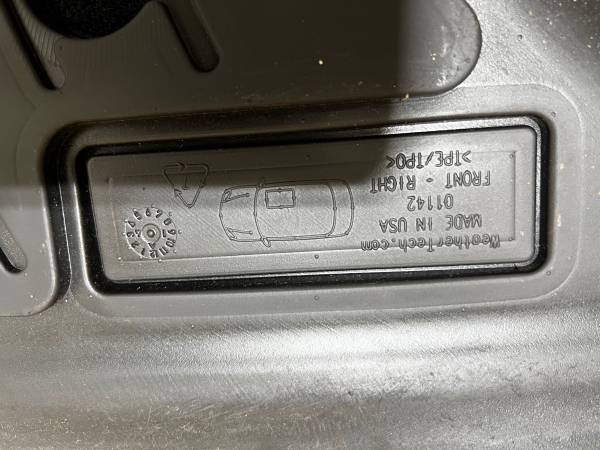 WeatherTech.com
MADE IN USA
01142
FRONT - RIGHT
>TPE/TPO<